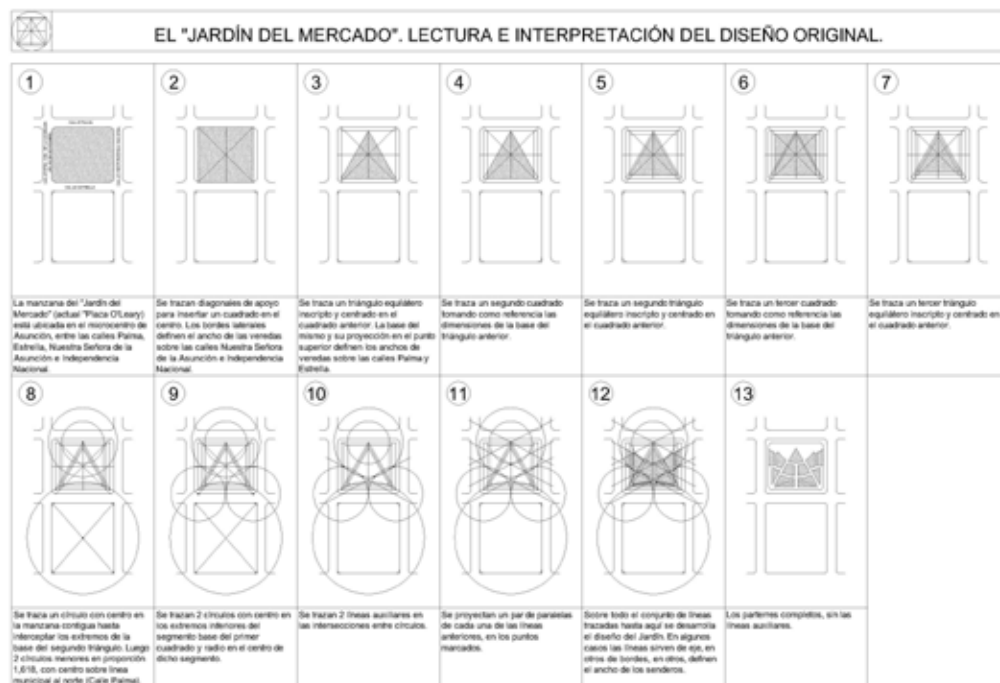 EL "JARDÍN DEL MERCADO". LECTURA E INTERPRETACIÓN DEL DISEÑO ORIGINAL.
1
2
3
4
5
6
7
La manzana del "Jardín del
Mercado" (actual "Plaza O'Leary)
está ubicada en el microcentro de
Asunción, entre las calles Palma,
Estrella, Nuestra Señora de la
Asunción e Independencia
Nacional.
Se trazan diagonales de apoyo
para insertar un cuadrado en el
centro. Los bordes laterales
definen el ancho de las veredas
sobre las calles Nuestra Señora
de la Asunción e Independencia
Nacional.
Se traza un triángulo equilátero
inscripto y centrado en el
cuadrado anterior. La base del
mismo y su proyección en el punto
superior definen los anchos de
veredas sobre las calles Palma y
Estrella.
Se traza un segundo cuadrado
tomando como referencia las
dimensiones de la base del
triángulo anterior.
Se traza un segundo triángulo
equilátero inscripto y centrado en
el cuadrado anterior.
Se traza un tercer cuadrado
tomando como referencia las
dimensiones de la base del
triángulo anterior.
Se traza un tercer triángulo
equilátero inscripto y centrado en
el cuadrado anterior.
8
9
10
11
12
13
Se traza un círculo con centro en
la manzana contigua hasta
interceptar los extremos de la
base del segundo triángulo. Luego
2 círculos menores en proporción
1,618, con centro sobre línea
municipal al norte (Calle Palma).
Se trazan 2 círculos con centro en
los extremos inferiores del
segmento base del primer
cuadrado y radio en el centro de
dicho segmento.
Se trazan 2 líneas auxiliares en
las intersecciones entre círculos.
Se proyectan un par de paralelas
de cada una de las líneas
anteriores, en los puntos
marcados.
Sobre todo el conjunto de líneas
trazadas hasta aquí se desarrolla
el diseño del Jardín. En algunos
casos las líneas sirven de eje, en
otros de bordes, en otros, definen
el ancho de los senderos.
Los parterres completos, sin las
líneas auxiliares.